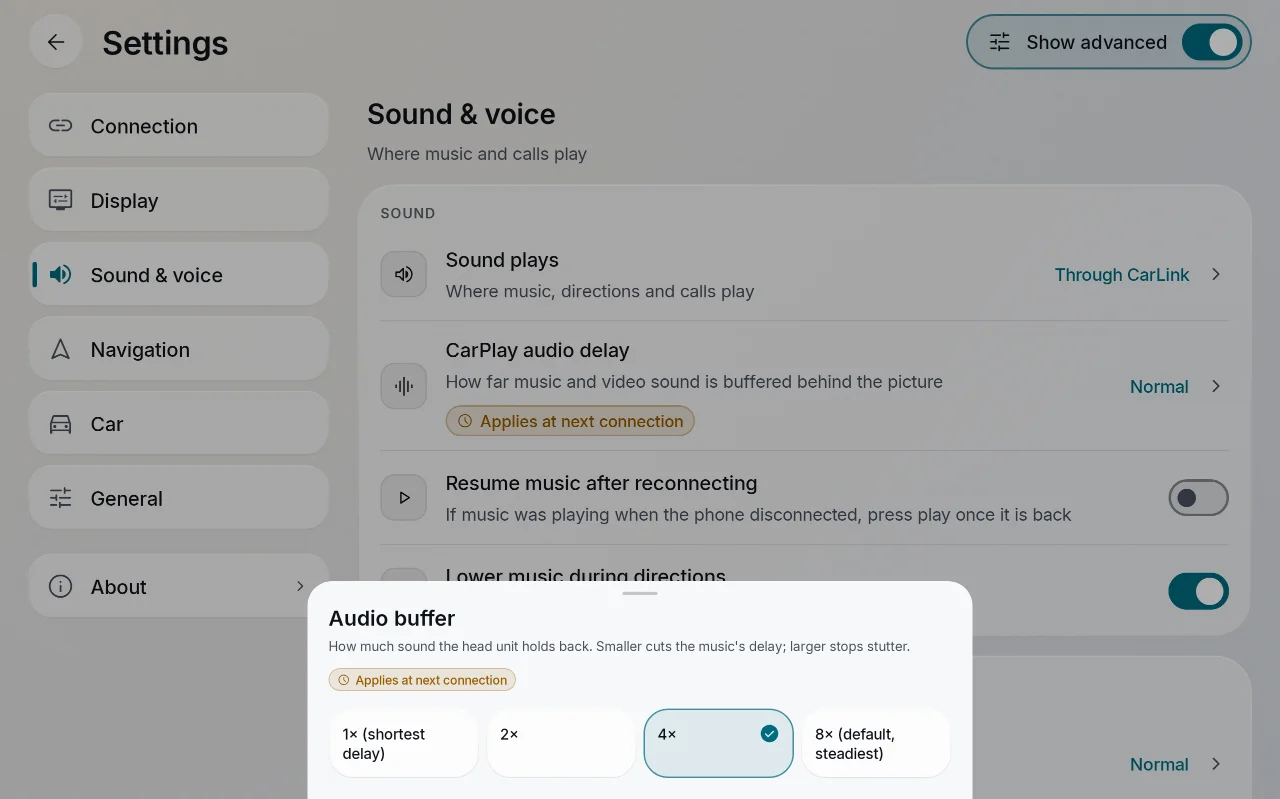 Settings
Show advanced
Connection
Display
Sound & voice
Navigation
Car
General
About
Sound & voice
Where music and calls play
SOUND
Sound plays
Where music, directions and calls play
Through CarLink
CarPlay audio delay
How far music and video sound is buffered behind the picture
Normal
Applies at next connection
Resume music after reconnecting
If music was playing when the phone disconnected, press play once it is back
Lower music during directions
Audio buffer
How much sound the head unit holds back. Smaller cuts the music's delay; larger stops stutter.
Applies at next connection
1× (shortest
delay)
2×
4×
8× (default,
steadiest)
Normal